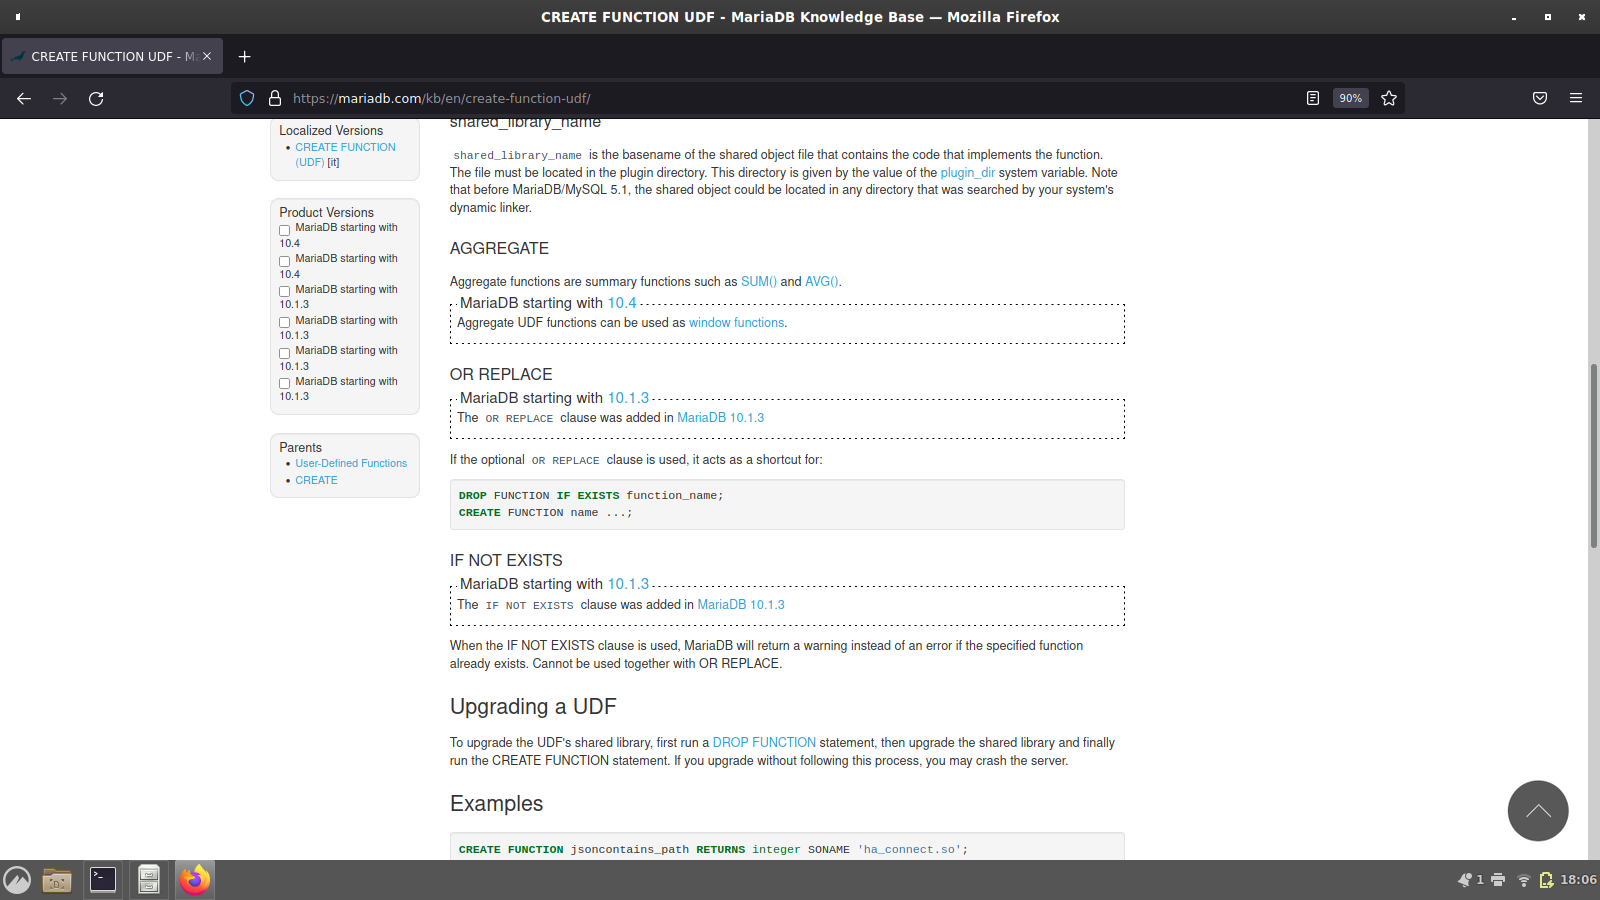 CREATE FUNCTION UDF - MariaDB Knowledge Base — Mozilla Firefox
CREATE FUNCTION UDF - Ma
https://mariadb.com/kb/en/create-function-udf/
90%
Localized Versions
CREATE FUNCTION
(UDF) [it]
Product Versions
MariaDB starting with
10.4
MariaDB starting with
10.4
MariaDB starting with
10.1.3
MariaDB starting with
10.1.3
MariaDB starting with
10.1.3
MariaDB starting with
10.1.3
Parents
User-Defined Functions
CREATE
shared_library_name
shared_library_name is the basename of the shared object file that contains the code that implements the function.
The file must be located in the plugin directory. This directory is given by the value of the plugin_dir system variable. Note
that before MariaDB/MySQL 5.1, the shared object could be located in any directory that was searched by your system's
dynamic linker.
AGGREGATE
Aggregate functions are summary functions such as SUM() and AVG().
MariaDB starting with 10.4
Aggregate UDF functions can be used as window functions.
OR REPLACE
MariaDB starting with 10.1.3
The OR REPLACE clause was added in MariaDB 10.1.3
If the optional OR REPLACE clause is used, it acts as a shortcut for:
DROP FUNCTION IF EXISTS function_name;
CREATE FUNCTION name ...;
IF NOT EXISTS
MariaDB starting with 10.1.3
The IF NOT EXISTS clause was added in MariaDB 10.1.3
When the IF NOT EXISTS clause is used, MariaDB will return a warning instead of an error if the specified function
already exists. Cannot be used together with OR REPLACE.
Upgrading a UDF
To upgrade the UDF's shared library, first run a DROP FUNCTION statement, then upgrade the shared library and finally
run the CREATE FUNCTION statement. If you upgrade without following this process, you may crash the server.
Examples
CREATE FUNCTION jsoncontains_path RETURNS integer SONAME 'ha_connect.so';
1
18:06